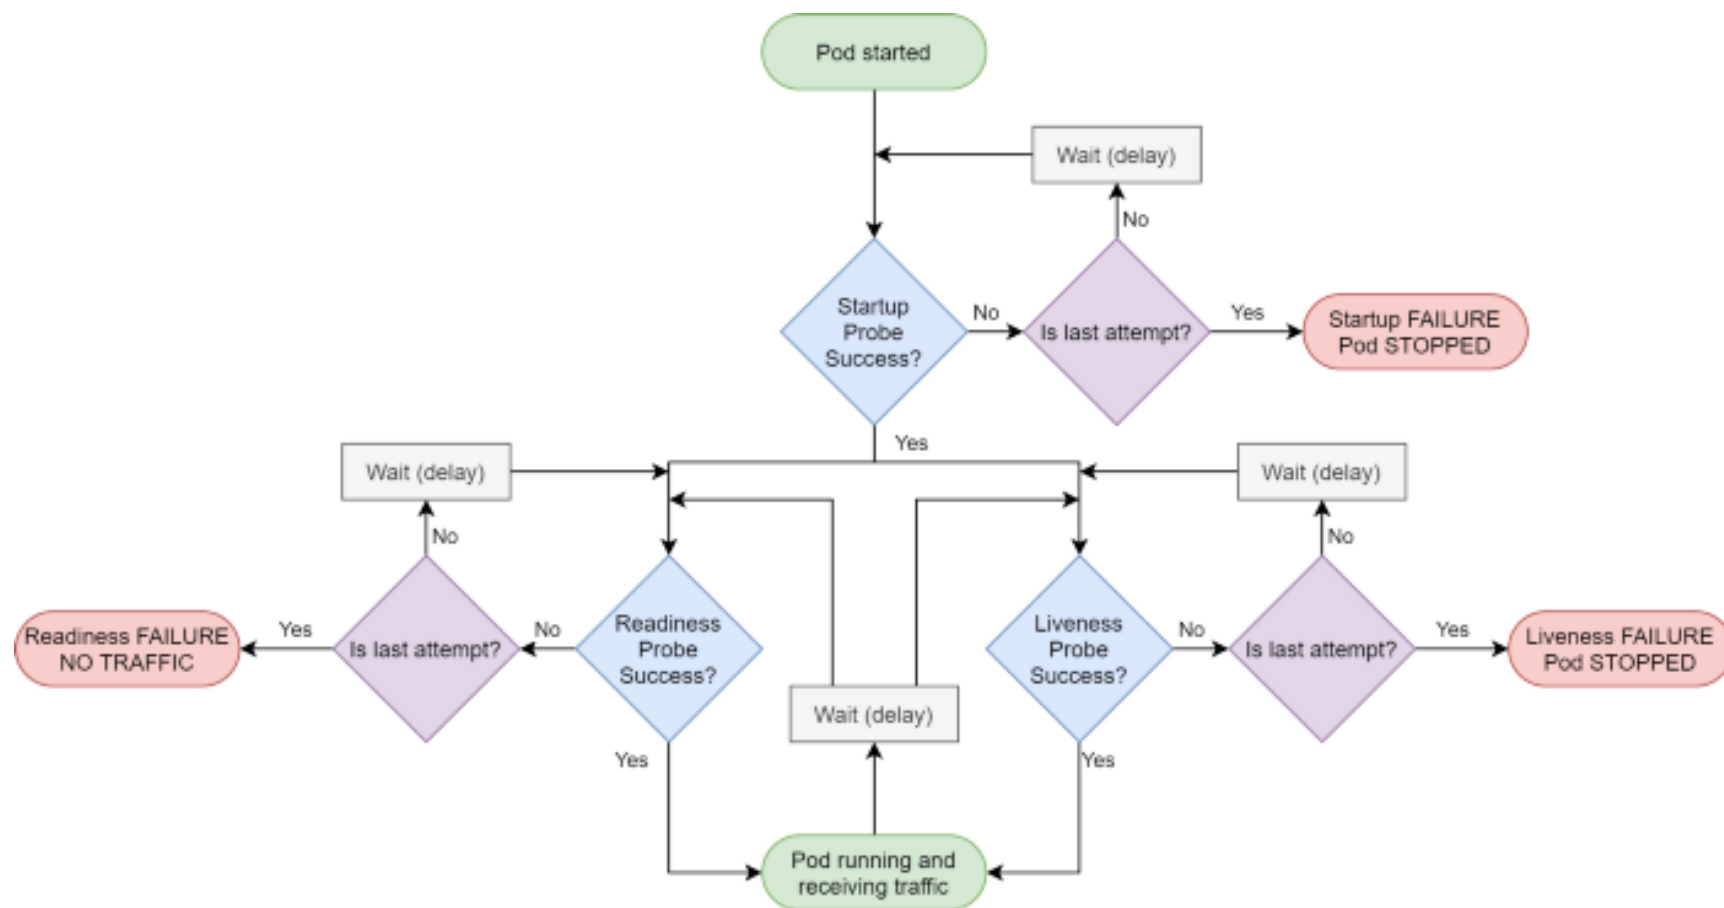 Pod started
Wait (delay)
No
Startup
Probe
Success?
No
Is last attempt?
Yes
Startup FAILURE
Pod STOPPED
Yes
Wait (delay)
Wait (delay)
No
No
Readiness FAILURE
NO TRAFFIC
Yes
Is last attempt?
No
Readiness
Probe
Success?
Liveness
Probe
Success?
No
Is last attempt?
Yes
Liveness FAILURE
Pod STOPPED
Wait (delay)
Yes
Yes
Pod running and
receiving traffic